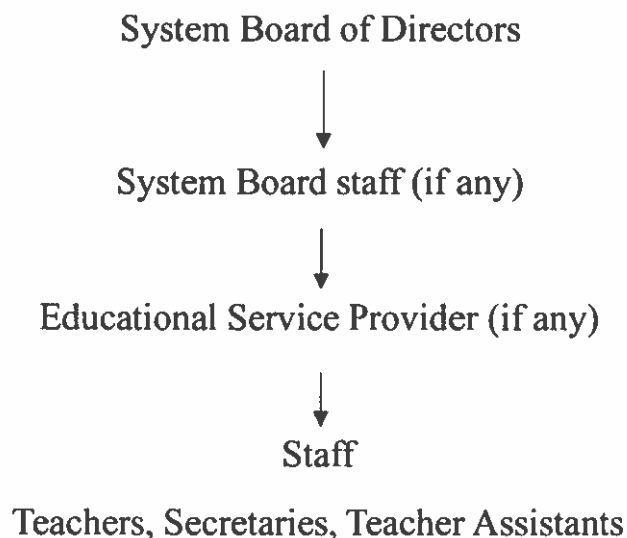 System Board of Directors
System Board staff (if any)
Educational Service Provider (if any)
Staff
Teachers, Secretaries, Teacher Assistants